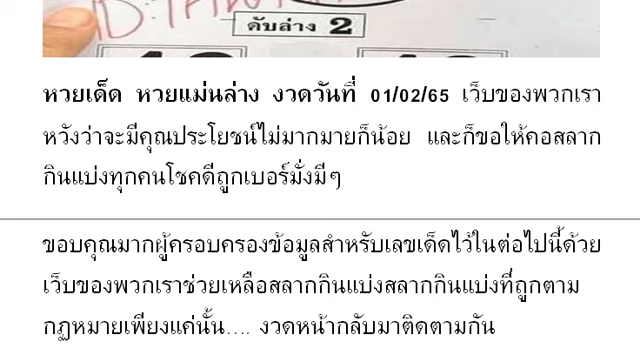 ดับล่าง 2
หวยเด็ด หวยแม่นล่าง งวดวันที่ 01/02/65 เว็บของพวกเรา
หวังว่าจะมีคุณประโยชน์ไม่มากมายก็น้อย และก็ขอให้คอสลาก
กินแบ่งทุกคนโชคดีถูกเบอร์มั่งมีๆ
ขอบคุณมากผู้ครอบครองข้อมูลสำหรับเลขเด็ดไว้ในต่อไปนี้ด้วย
เว็บของพวกเราช่วยเหลือสลากกินแบ่งสลากกินแบ่งที่ถูกตาม
กฎหมายเพียงแค่นั้น.... งวดหน้ากลับมาติดตามกัน